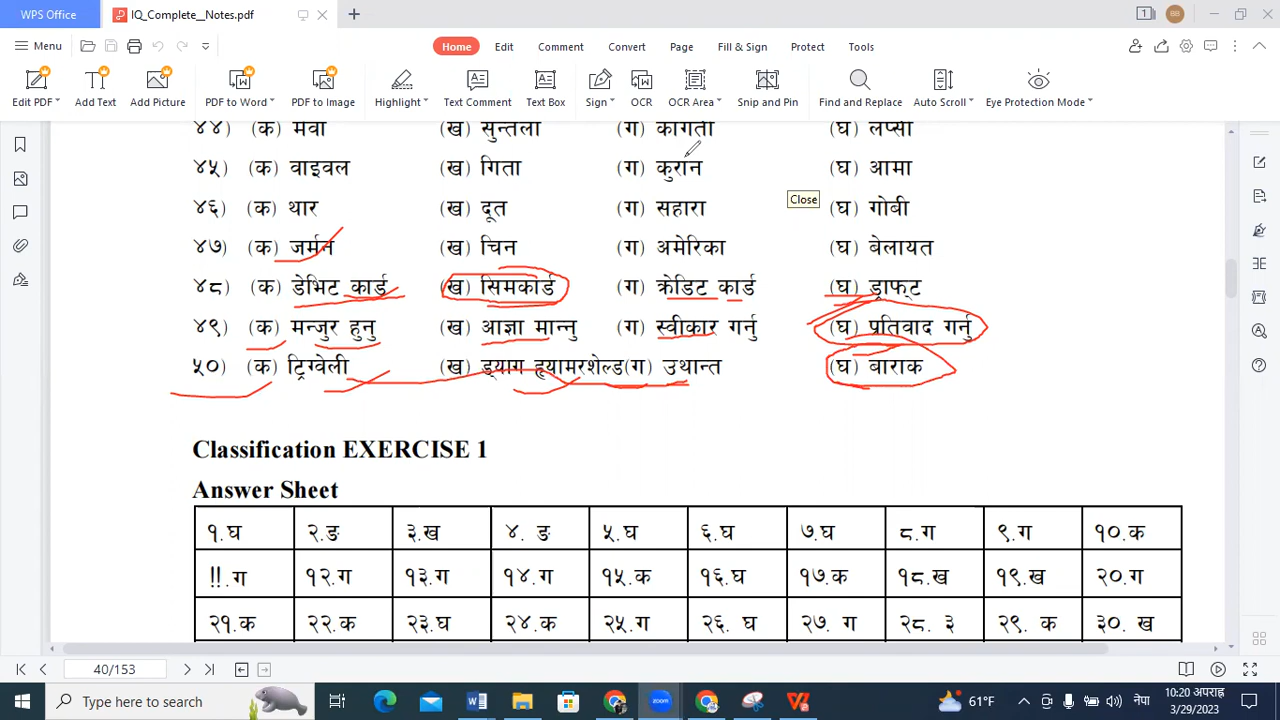 WPS Office IQ_Complete_Notes.pdf 1 BB
Menu Home Edit Comment Convert Page Fill & Sign Protect Tools
Edit PDF Add Text Add Picture PDF to Word PDF to Image Highlight Text Comment Text Box Sign OCR OCR Area Snip and Pin Find and Replace Auto Scroll Eye Protection Mode
४४) (क) मेवा (ख) सुन्तला (ग) कागती (घ) लप्सी
४५) (क) वाइवल (ख) गिता (ग) कुरान (घ) आमा
Close
४६) (क) थार (ख) दूत (ग) सहारा (घ) गोबी
४७) (क) जर्मन (ख) चिन (ग) अमेरिका (घ) बेलायत
४८) (क) डेभिट कार्ड (ख) सिमकार्ड (ग) क्रेडिट कार्ड (घ) ड्राफ्ट
४९) (क) मन्जुर हुनु (ख) आज्ञा मान्नु (ग) स्वीकार गर्नु (घ) प्रतिवाद गर्नु
५०) (क) ट्रिग्वेली (ख) ड्याग हृयामरशेल्ड(ग) उथान्त (घ) बाराक
Classification EXERCISE 1
Answer Sheet
१.घ २.ङ ३.ख ४. ङ ५.घ ६.घ ७.घ ८.ग ९.ग १०.क
!!.ग १२.ग १३.ग १४.ग १५.क १६.घ १७.क १८.ख १९.ख २०.ग
२१.क २२.क २३.घ २४.क २५.ग २६. घ २७. ग २८. ३ २९. क ३०. ख
40/153
Type here to search 61°F नेपा 10:20 अपराह्न
3/29/2023